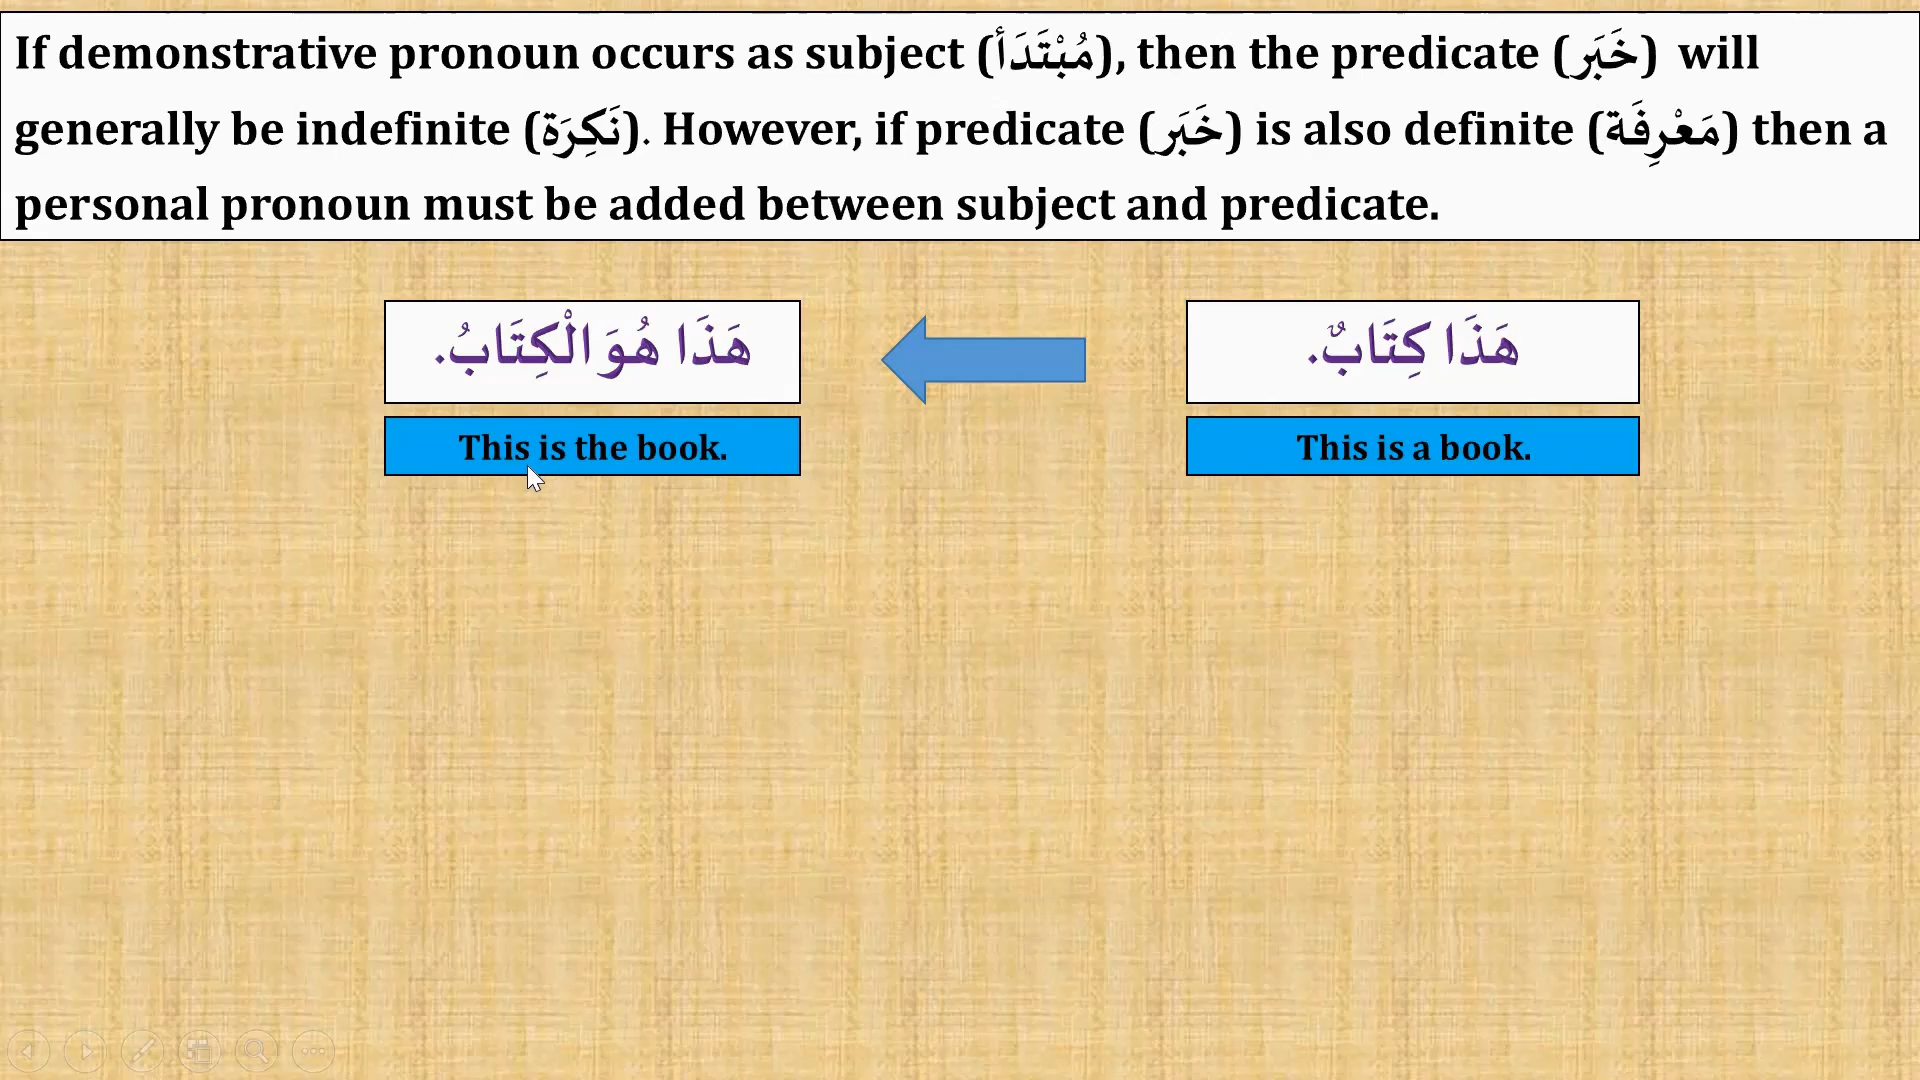 If demonstrative pronoun occurs as subject (مُبْتَدَأ), then the predicate (خَبَر) will
generally be indefinite (نَكِرَة). However, if predicate (خَبَر) is also definite (مَعْرِفَة) then a
personal pronoun must be added between subject and predicate.
هَذَا كِتَابٌ.
This is a book.
هَذَا هُوَ الْكِتَابُ.
This is the book.